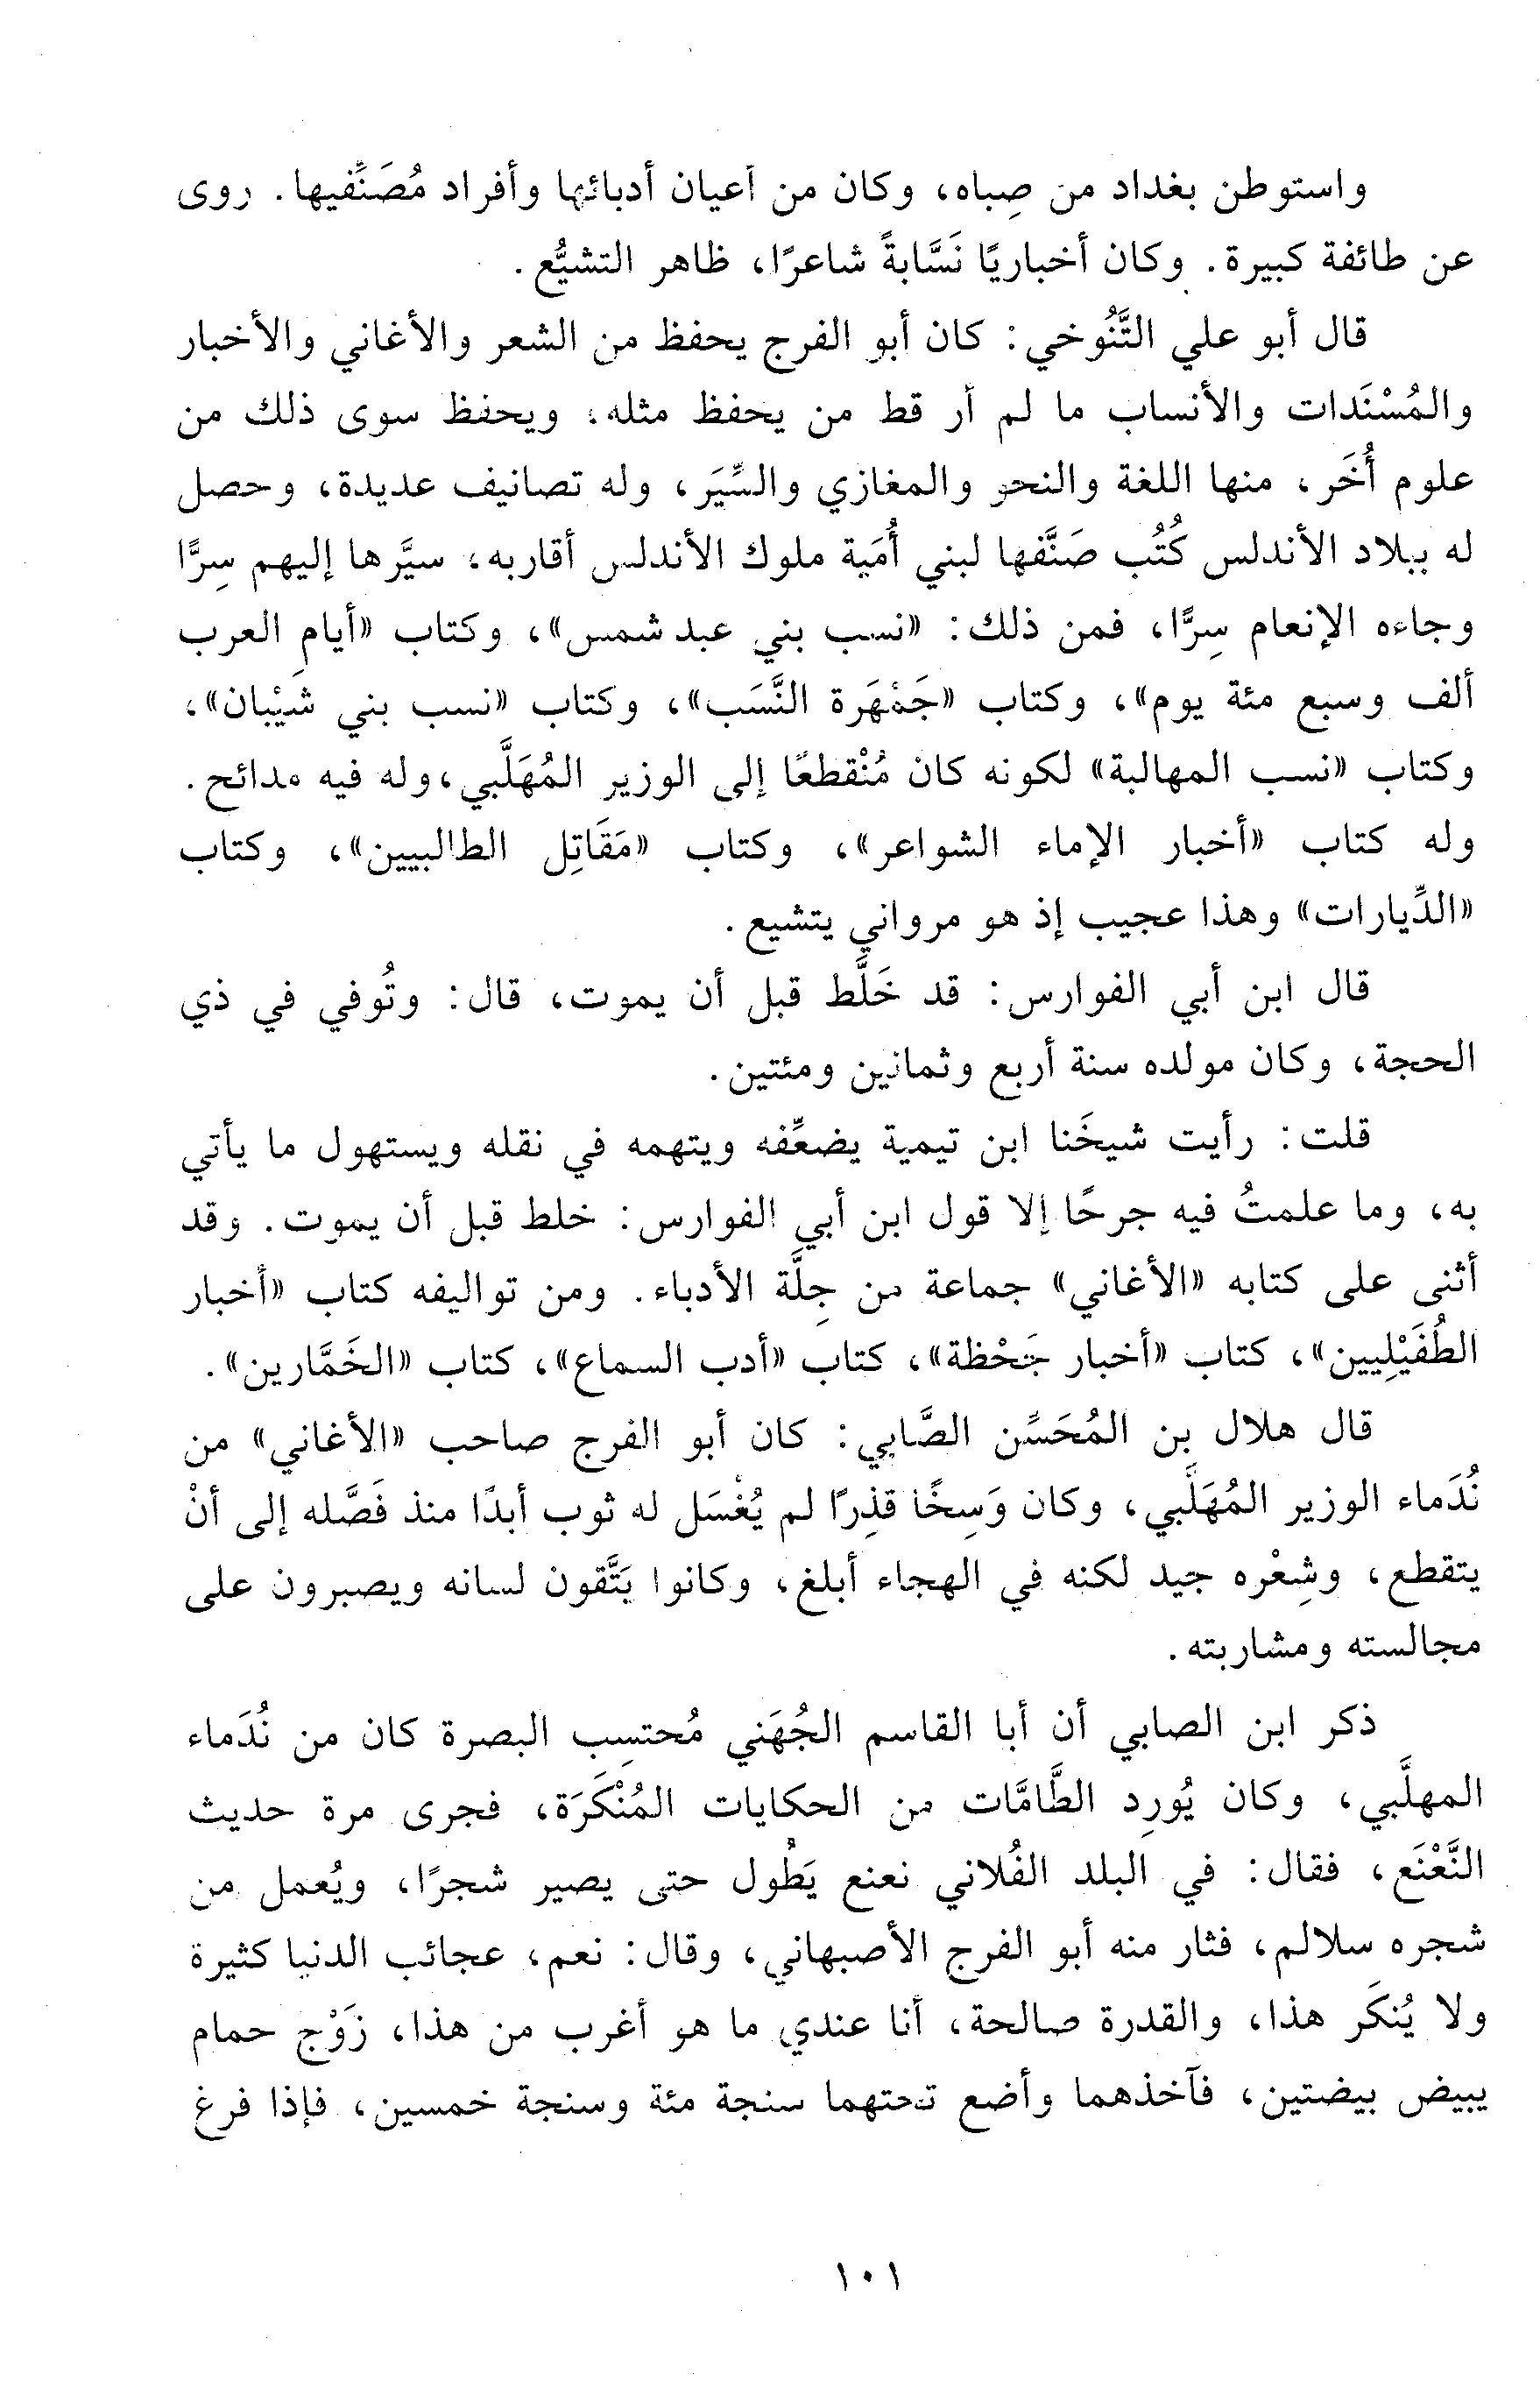 واستوطن بغداد من صِباه، وكان من أعيان أدبائها وأفراد مُصَنِّفيها. روى
عن طائفة كبيرة. وكان أخباريًا نَسَّابةً شاعرًا، ظاهر التشيُّع.
قال أبو علي التَّنُوخي: كان أبو الفرج يحفظ من الشعر والأغاني والأخبار
والمُسْنَدات والأنساب ما لم أر قط من يحفظ مثله، ويحفظ سوى ذلك من
علوم أُخَر، منها اللغة والنحو والمغازي والسِّيَر، وله تصانيف عديدة، وحصل
له ببلاد الأندلس كُتُب صَنَّفها لبني أُمَية ملوك الأندلس أقاربه، سيَّرها إليهم سِرًّا
وجاءه الإنعام سِرًّا، فمن ذلك: «نسب بني عبد شمس»، وكتاب «أيام العرب
ألف وسبع مئة يوم»، وكتاب «جَمْهَرة النَّسَب»، وكتاب «نسب بني شَيْبان»،
وكتاب «نسب المهالبة» لكونه كان مُنْقطعًا إلى الوزير المُهَلَّبي، وله فيه مدائح.
وله كتاب «أخبار الإماء الشواعر»، وكتاب «مَقَاتِل الطالبيين»، وكتاب
«الدِّيارات» وهذا عجيب إذ هو مرواني يتشيع.
قال ابن أبي الفوارس: قد خَلَّط قبل أن يموت، قال: وتُوفي في ذي
الحجة، وكان مولده سنة أربع وثمانين ومئتين.
قلت: رأيت شيخَنا ابن تيمية يضعِّفه ويتهمه في نقله ويستهول ما يأتي
به، وما علمتُ فيه جرحًا إلا قول ابن أبي الفوارس: خلط قبل أن يموت. وقد
أثنى على كتابه «الأغاني» جماعة من جِلَّة الأدباء. ومن تواليفه كتاب «أخبار
الطُفَيْلِيين»، كتاب «أخبار جَحْظة»، كتاب «أدب السماع»، كتاب «الخَمَّارين».
قال هلال بن المُحَسِّن الصَّابي: كان أبو الفرج صاحب «الأغاني» من
نُدَماء الوزير المُهَلَّبي، وكان وَسِخًا قذِرًا لم يُغْسَل له ثوب أبدًا منذ فَصَّله إلى أنْ
يتقطع، وشِعْره جيد لكنه في الهجاء أبلغ، وكانوا يَتَّقون لسانه ويصبرون على
مجالسته ومشاربته.
ذكر ابن الصابي أن أبا القاسم الجُهَني مُحتسِب البصرة كان من نُدَماء
المهلَّبي، وكان يُورِد الطَّامَّات من الحكايات المُنْكَرَة، فجرى مرة حديث
النَّعْنَع، فقال: في البلد الفُلاني نعنع يَطُول حتى يصير شجرًا، ويُعمل من
شجره سلالم، فثار منه أبو الفرج الأصبهاني، وقال: نعم، عجائب الدنيا كثيرة
ولا يُنكَر هذا، والقدرة صالحة، أنا عندي ما هو أغرب من هذا، زَوْج حمام
يبيض بيضتين، فآخذهما وأضع تحتهما سنجة مئة وسنجة خمسين، فإذا فرغ
١٠١